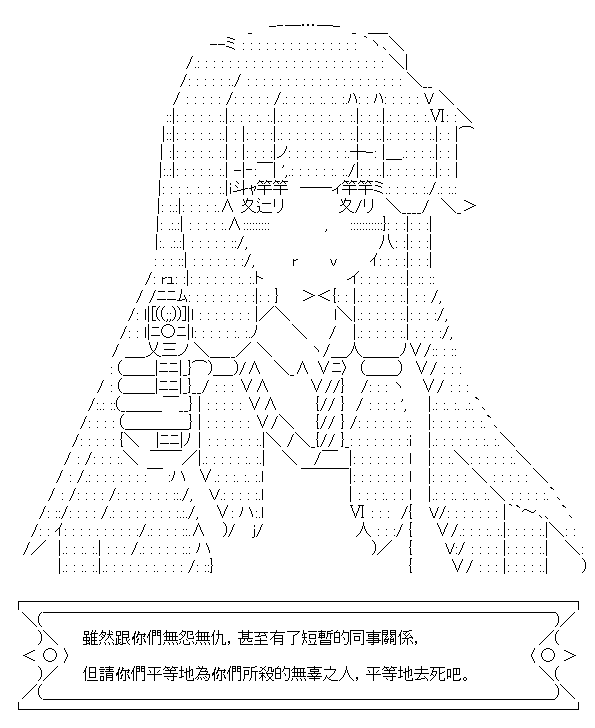 雖然跟你們無怨無仇，甚至有了短暫的同事關係，
但請你們平等地為你們所殺的無辜之人，平等地去死吧。